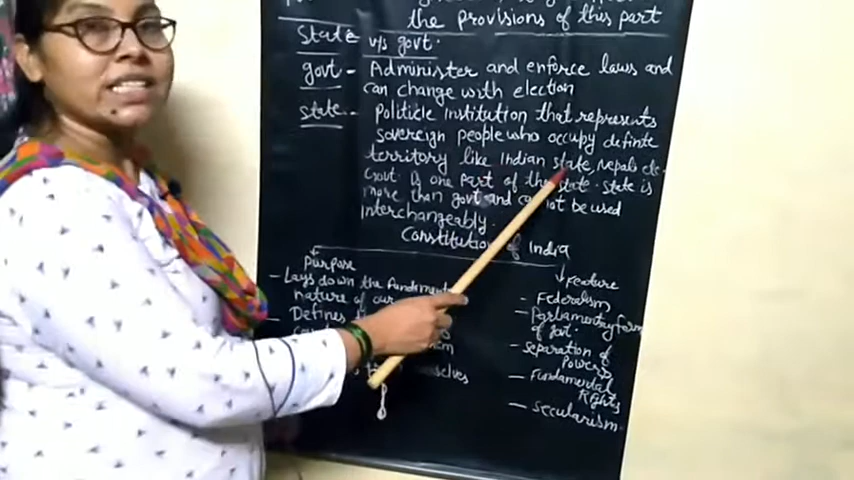 the Provisions of this part
State v/s govt.
govt - Administer and enforce laws and
can change with election
state - Politicle Institution that represents
sovereign people who occupy definite
territory like Indian state, Nepal etc.
Govt. is one part of the state. State is
more than govt and cannot be used
interchangeably.
Constitution of India
Purpose
- Lays down the fundament
nature of our
- Defines
Feature
- Federalism
- Parliamentary form
of govt.
- Separation of
Powers
- Fundamental
Rights
- Secularism